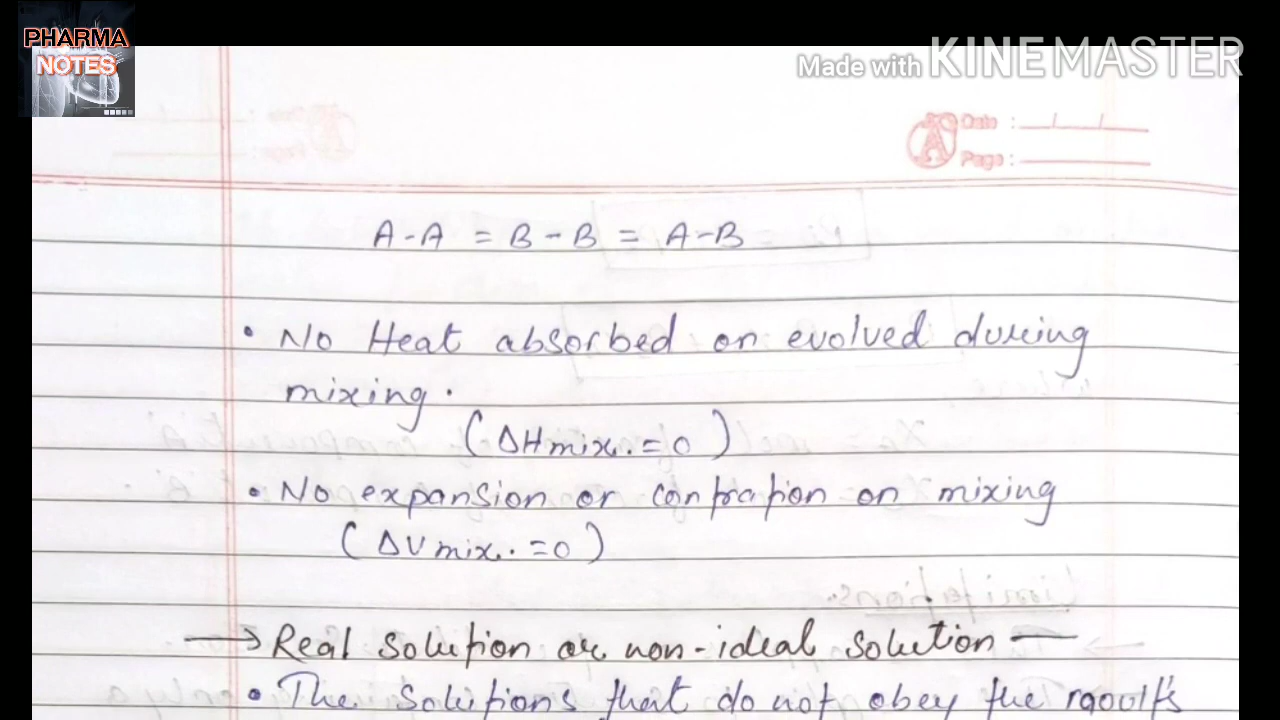 PHARMA
NOTES
Made with KINEMASTER
Date :
Page :
A-A = B-B = A-B
• No Heat absorbed or evolved during
mixing.
(ΔHmix. = 0)
• No expansion or contraction on mixing
(ΔVmix.. = 0)
→ Real solution or non-ideal solution —
• The solutions that do not obey the raoult's